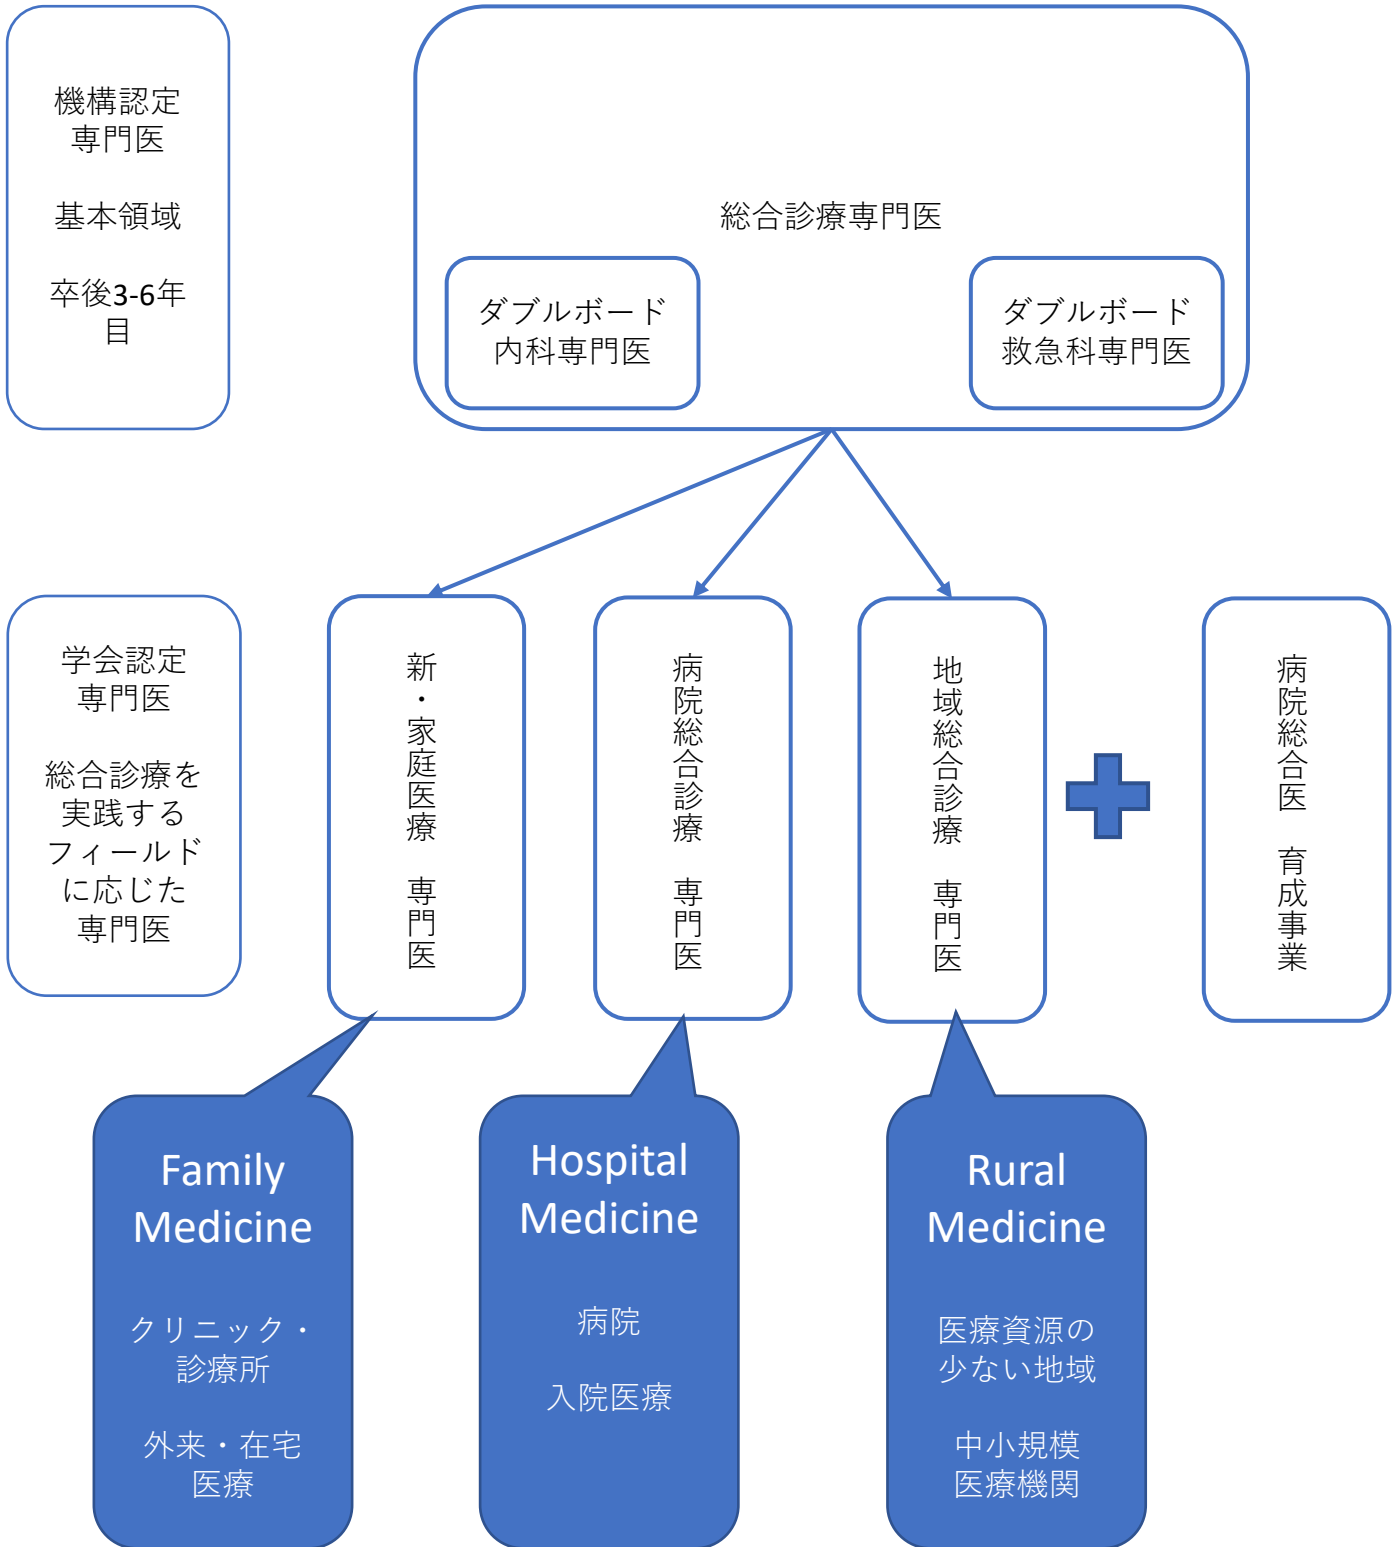 機構認定
専門医
基本領域
卒後3-6年
目
総合診療専門医
ダブルボード
内科専門医
ダブルボード
救急科専門医
学会認定
専門医
総合診療を
実践する
フィールド
に応じた
専門医
新・家庭医療　専門医
病院総合診療　専門医
地域総合診療　専門医
病院総合医　育成事業
Family
Medicine
クリニック・
診療所
外来・在宅
医療
Hospital
Medicine
病院
入院医療
Rural
Medicine
医療資源の
少ない地域
中小規模
医療機関